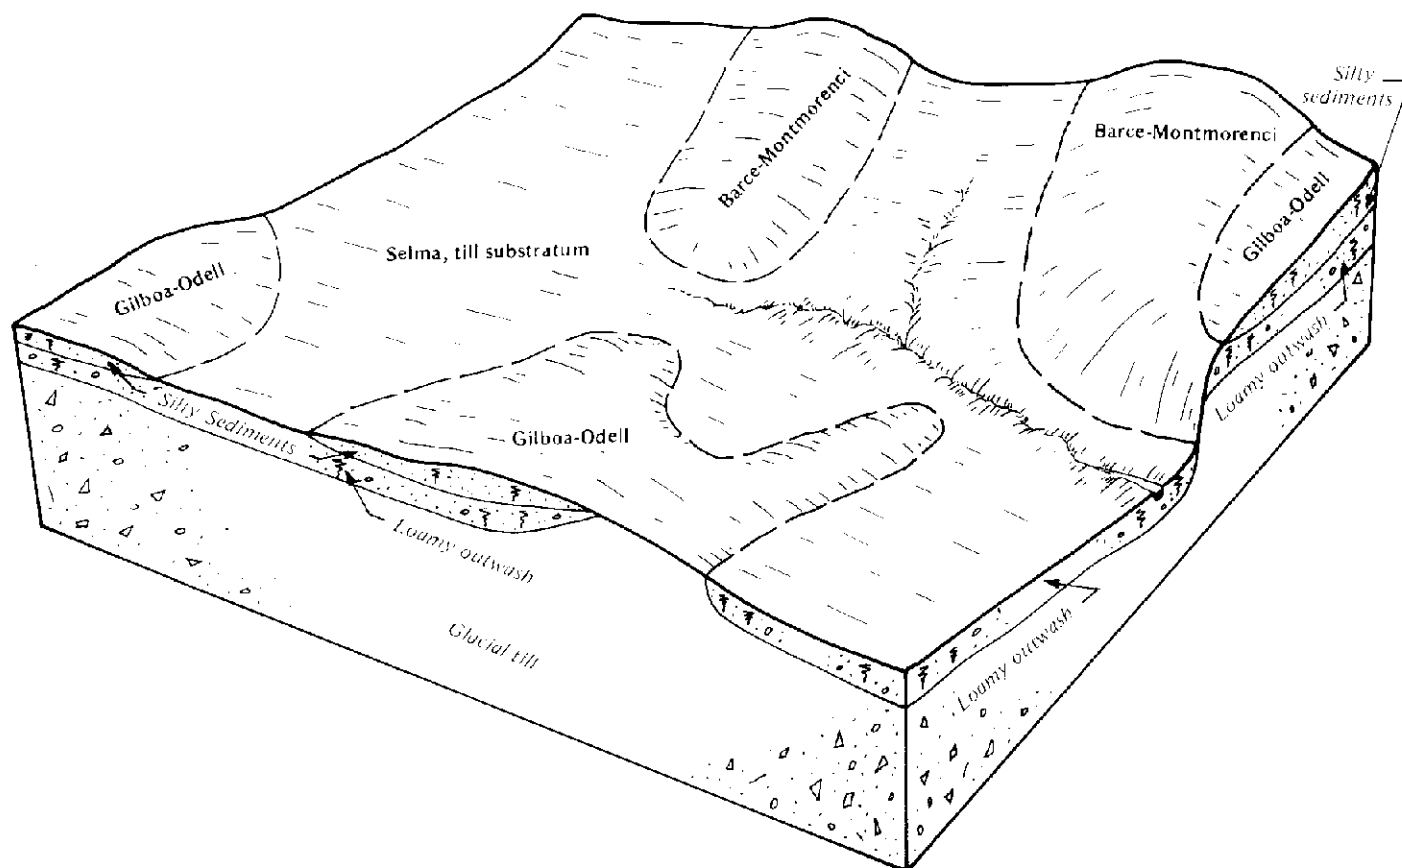 Silty
sediments
Barce-Montmorenci
Barce-Montmorenci
Gilboa-Odell
Selma, till substratum
Gilboa-Odell
Loamy outwash
Silty Sediments
Gilboa-Odell
Loamy outwash
Glacial till
Loamy outwash